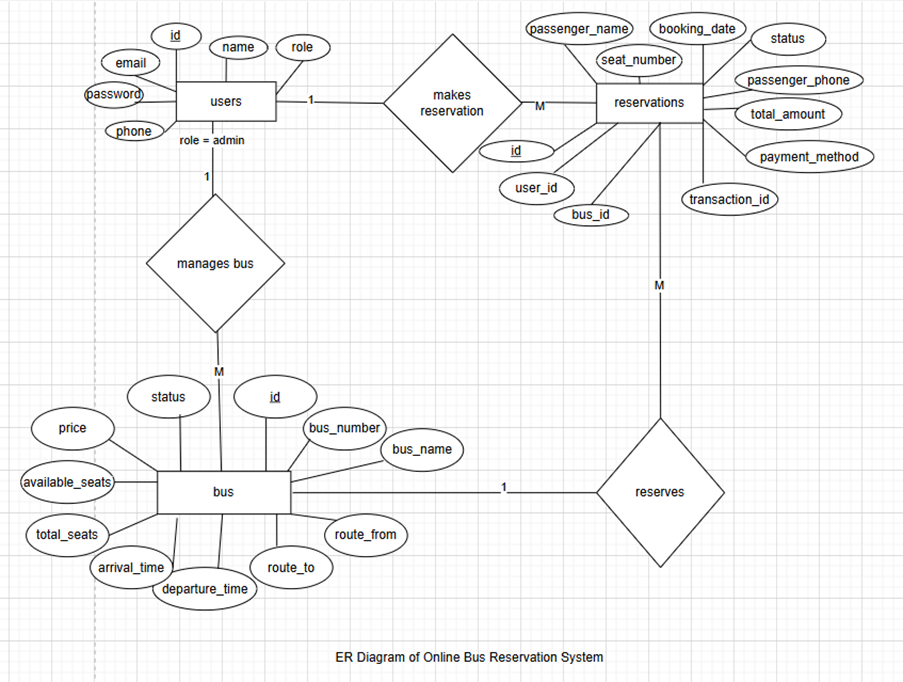 id
name
role
email
password
users
phone
role = admin
1
makes
reservation
M
1
passenger_name
booking_date
status
seat_number
passenger_phone
reservations
total_amount
id
payment_method
user_id
bus_id
transaction_id
manages bus
M
M
status
id
price
bus_number
bus_name
available_seats
bus
1
reserves
total_seats
route_from
arrival_time
route_to
departure_time
ER Diagram of Online Bus Reservation System